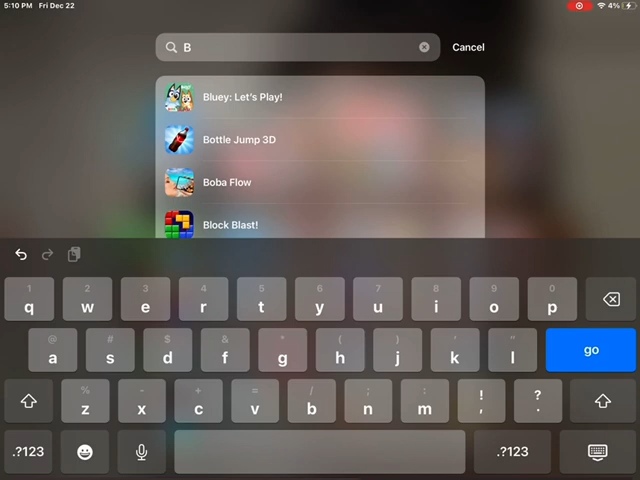 5:10 PM Fri Dec 22 4%
B Cancel
Bluey: Let's Play!
Bottle Jump 3D
Boba Flow
Block Blast!
1 2 3 4 5 6 7 8 9 0
q w e r t y u i o p
@ # $ & * ( ) ' "
a s d f g h j k l go
% - + = / ; : ! ?
z x c v b n m , .
.?123 .?123